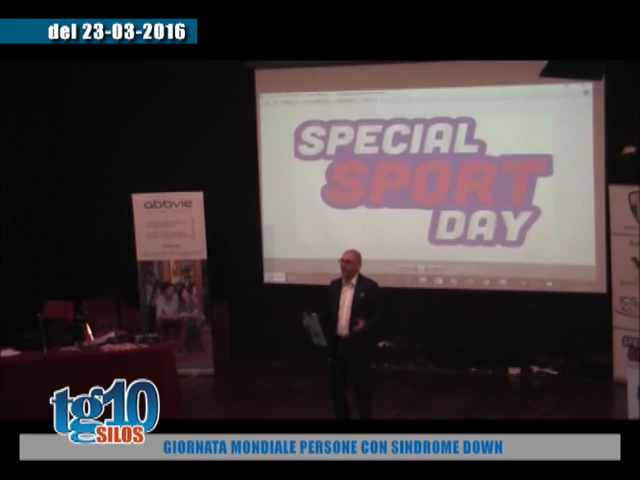 del 23-03-2016
SPECIAL
SPORT
DAY
abbvie
tg10
SILOS
GIORNATA MONDIALE PERSONE CON SINDROME DOWN